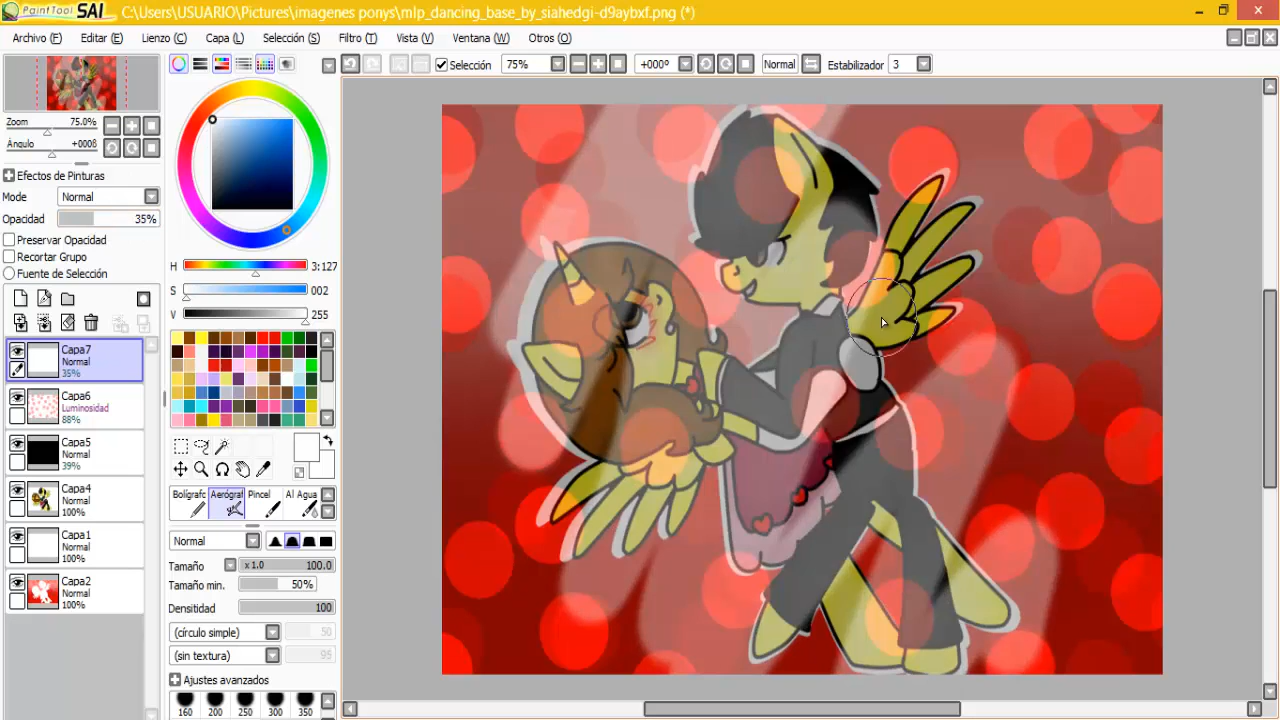 PaintTool SAI C:\Users\USUARIO\Pictures\imagenes ponys\mlp_dancing_base_by_siahedgi-d9aybxf.png (*)
Archivo (F) Editar (E) Lienzo (C) Capa (L) Selección (S) Filtro (T) Vista (V) Ventana (W) Otros (O)
Selección 75% +000º Normal Estabilizador 3
Zoom 75.0%
Ángulo +000ß
Efectos de Pinturas
Mode Normal
Opacidad 35%
Preservar Opacidad
Recortar Grupo
Fuente de Selección
H 3:127
S 002
V 255
Capa7
Normal
35%
Capa6
Luminosidad
88%
Capa5
Normal
39%
Capa4
Normal
100%
Capa1
Normal
100%
Capa2
Normal
100%
Bolígrafo Aerógraf Pincel Al Agua
Normal
Tamaño x 1.0 100.0
Tamaño min. 50%
Densitidad 100
(círculo simple) 50
(sin textura) 95
Ajustes avanzados
160 200 250 300 350